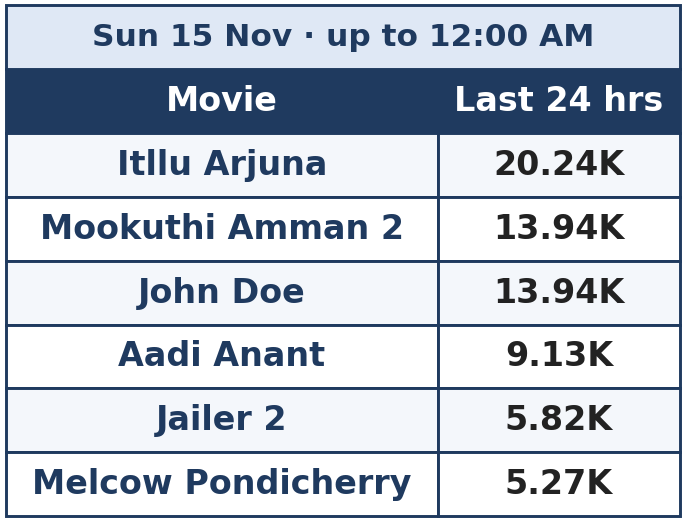 Sun 15 Nov · up to 12:00 AM
Movie Last 24 hrs
Itllu Arjuna 20.24K
Mookuthi Amman 2 13.94K
John Doe 13.94K
Aadi Anant 9.13K
Jailer 2 5.82K
Melcow Pondicherry 5.27K